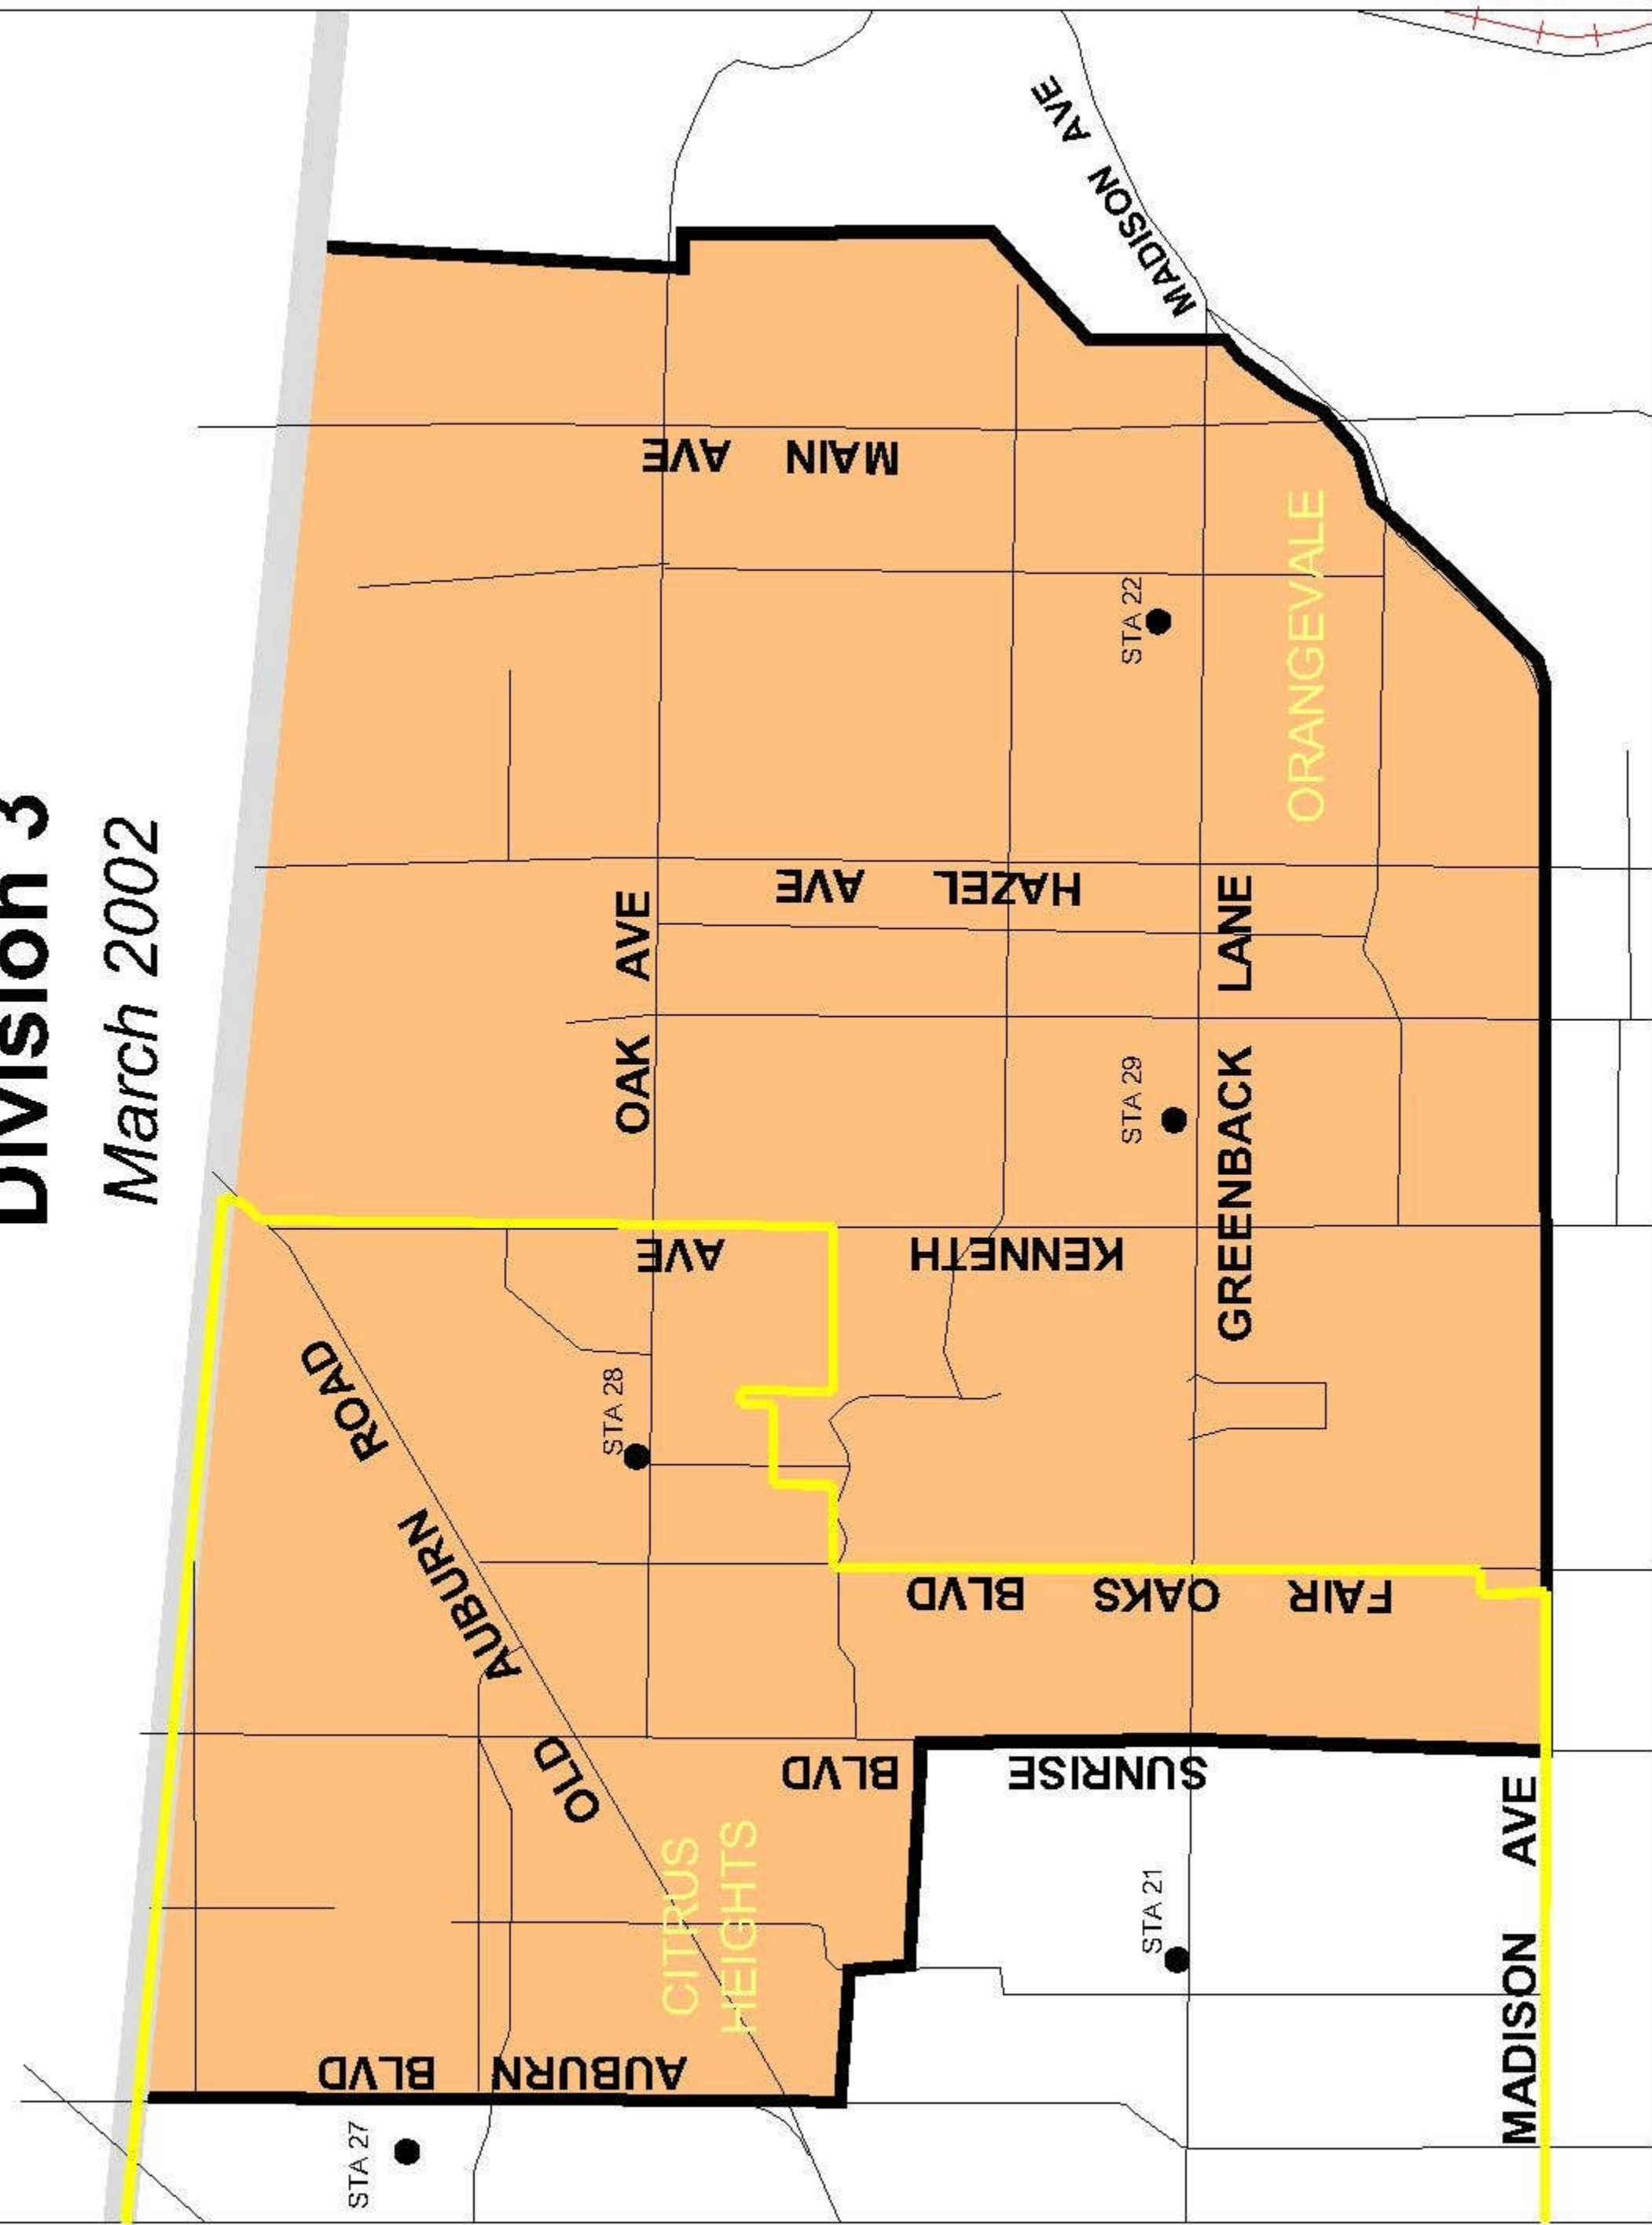 Division 3
March 2002
MADISON AVE
MAIN AVE
OAK AVE
HAZEL AVE
STA 22
ORANGEVALE
STA 29
GREENBACK LANE
KENNETH AVE
OLD AUBURN ROAD
STA 28
FAIR OAKS BLVD
SUNRISE BLVD
CITRUS
HEIGHTS
AUBURN BLVD
STA 27
STA 21
MADISON AVE